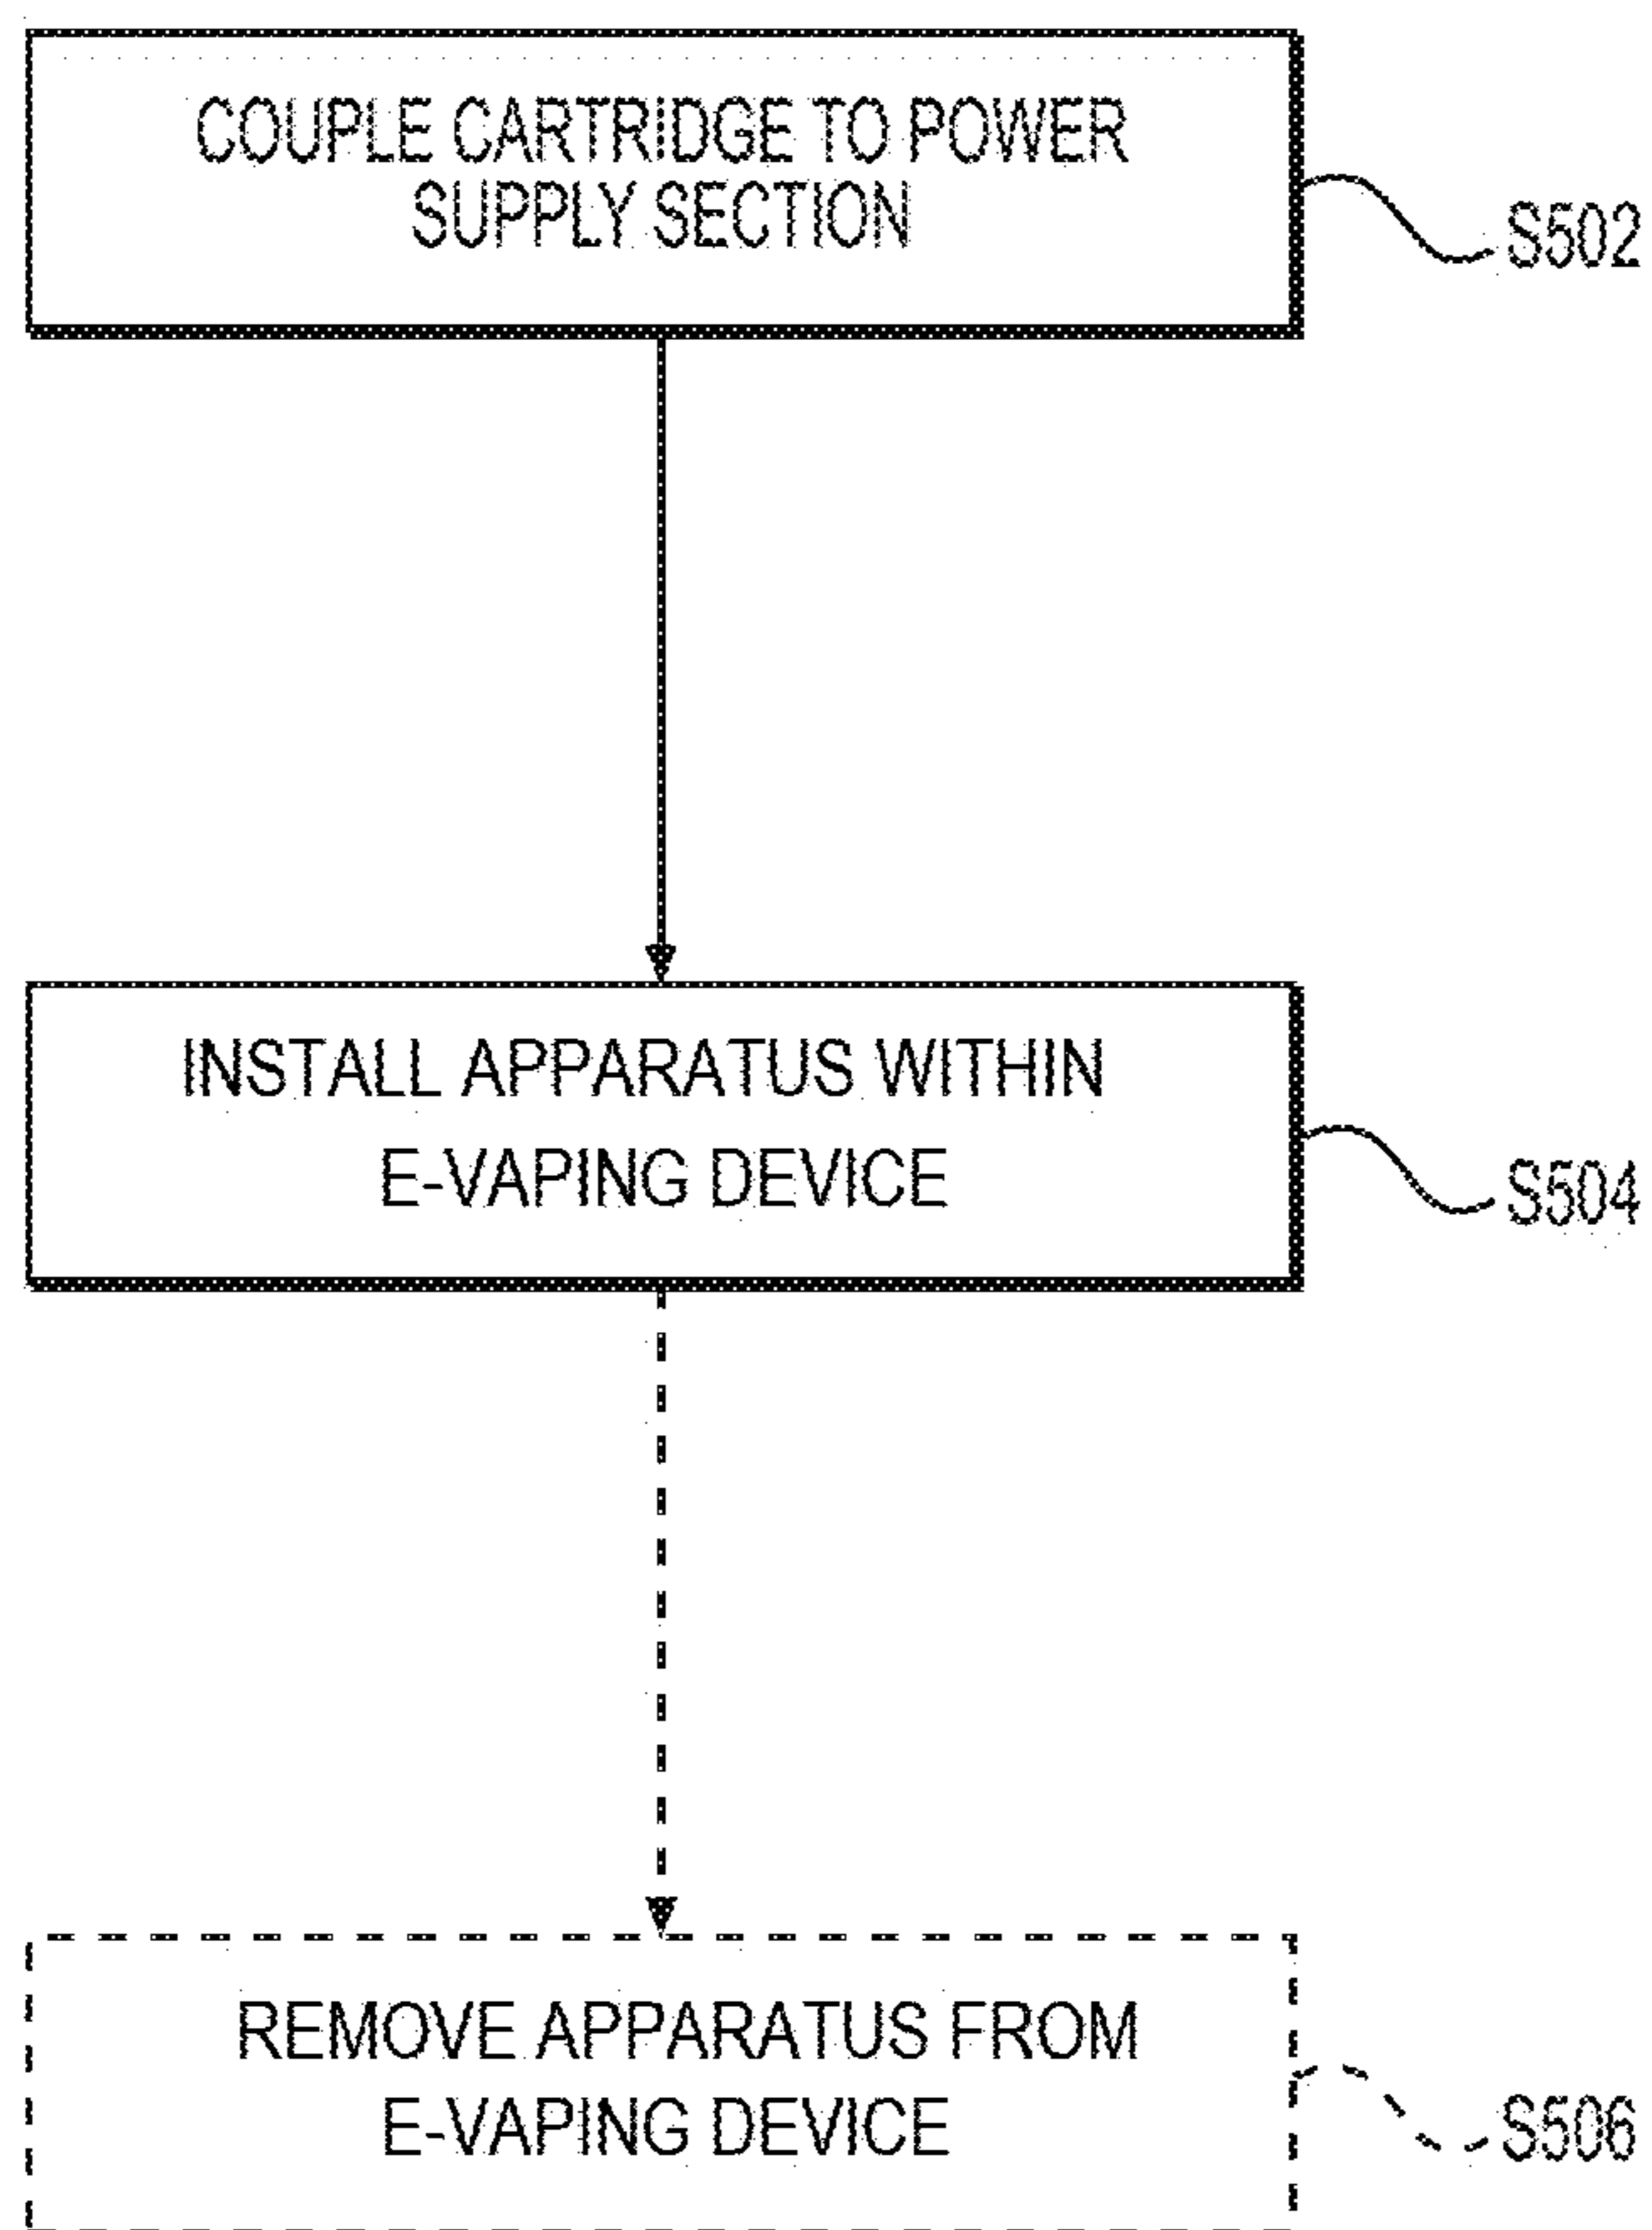 COUPLE CARTRIDGE TO POWER
SUPPLY SECTION
S502
INSTALL APPARATUS WITHIN
E-VAPING DEVICE
S504
REMOVE APPARATUS FROM
E-VAPING DEVICE
S506